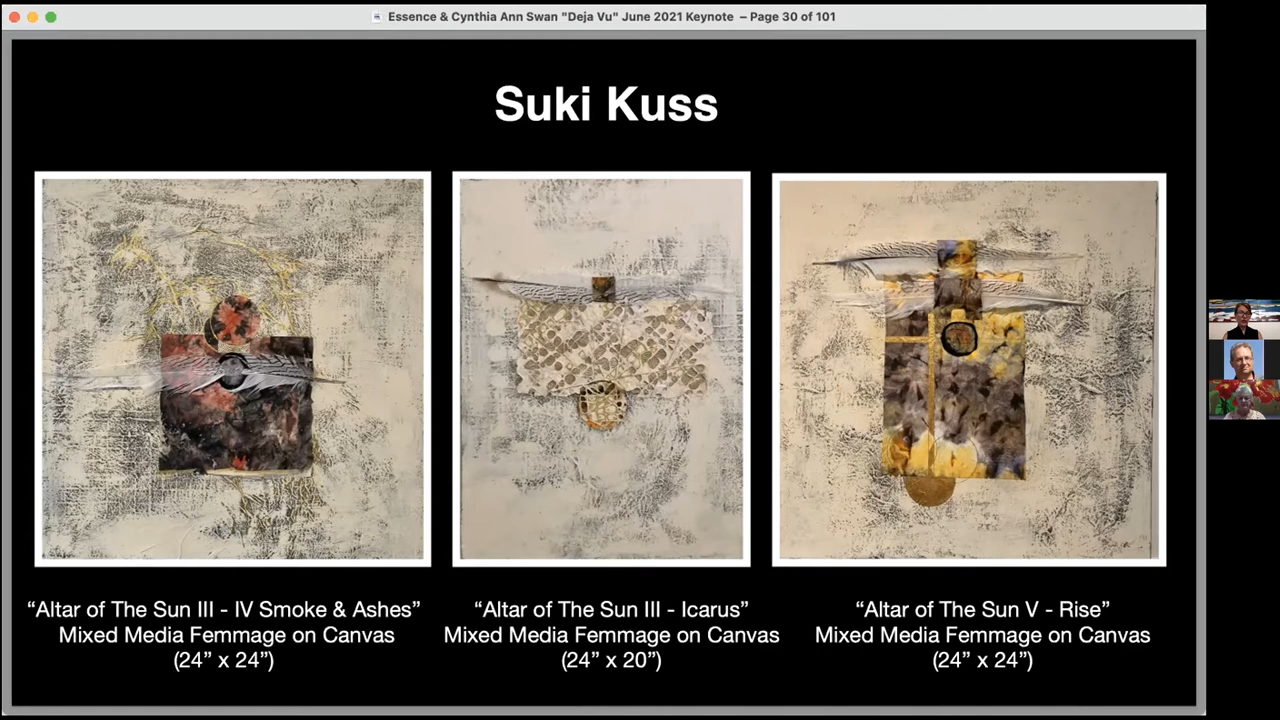 Essence & Cynthia Ann Swan "Deja Vu" June 2021 Keynote – Page 30 of 101
Suki Kuss
“Altar of The Sun III - IV Smoke & Ashes”
Mixed Media Femmage on Canvas
(24” x 24”)
“Altar of The Sun III - Icarus”
Mixed Media Femmage on Canvas
(24” x 20”)
“Altar of The Sun V - Rise”
Mixed Media Femmage on Canvas
(24” x 24”)